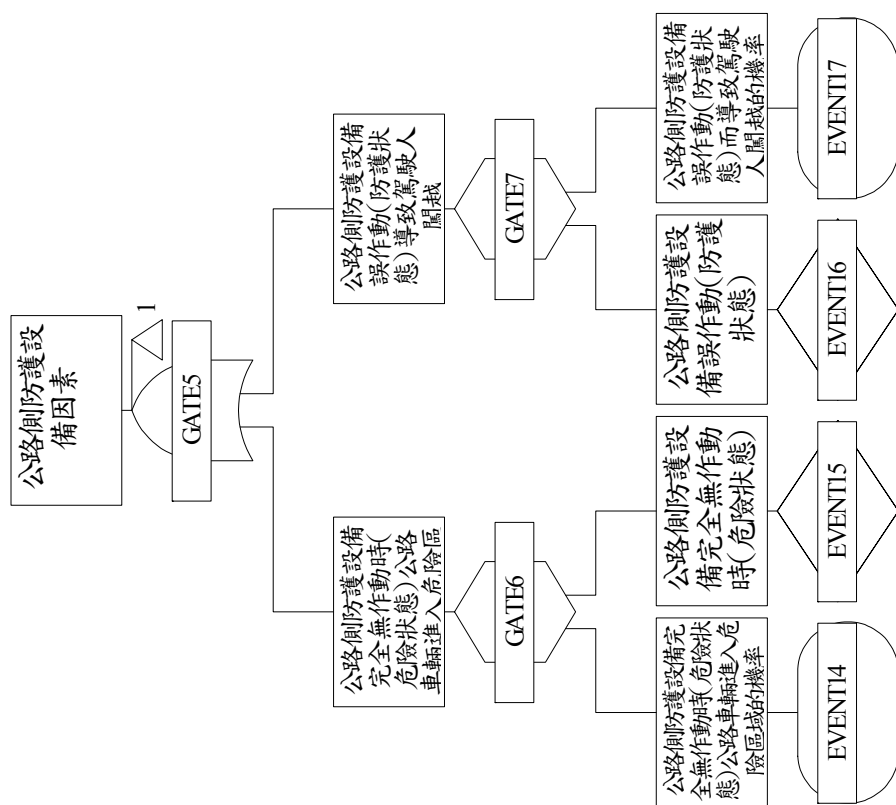 公路側防護設
備因素
1
GATE5
公路側防護設備
完全無作動時(
危險狀態)公路
車輛進入危險區
GATE6
公路側防護設備
誤作動(防護狀
態)導致駕駛人
闖越
GATE7
公路側防護設備完
全無作動時(危險狀
態)公路車輛進入危
險區域的機率
EVENT14
公路側防護設
備完全無作動
時(危險狀態)
EVENT15
公路側防護設
備誤作動(防護
狀態)
EVENT16
公路側防護設備
誤作動(防護狀
態)而導致駕駛
人闖越的機率
EVENT17